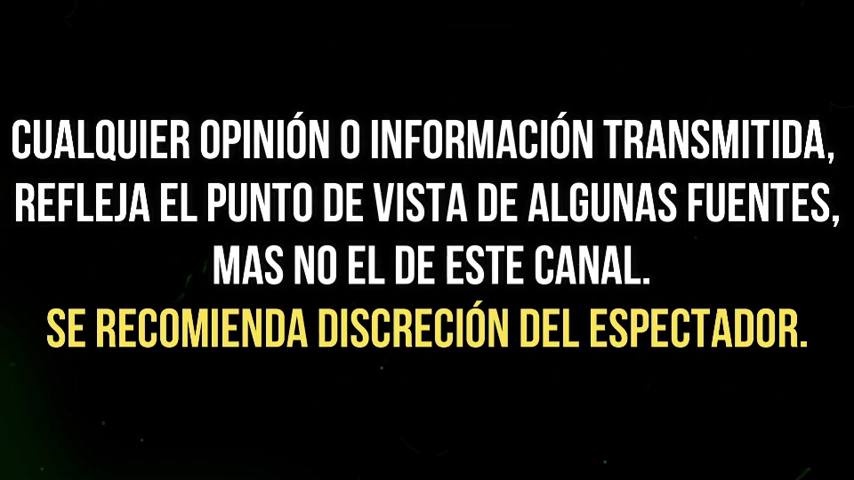 CUALQUIER OPINIÓN O INFORMACIÓN TRANSMITIDA,
REFLEJA EL PUNTO DE VISTA DE ALGUNAS FUENTES,
MAS NO EL DE ESTE CANAL.
SE RECOMIENDA DISCRECIÓN DEL ESPECTADOR.